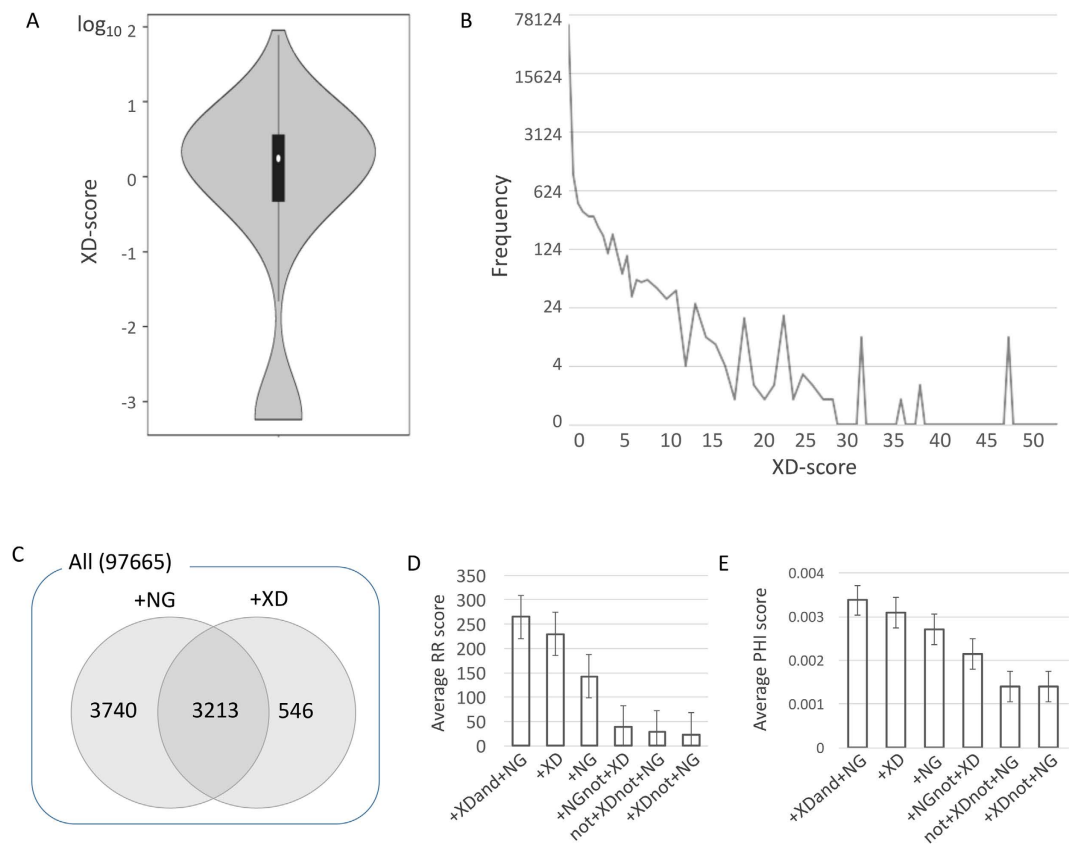 A
log10 2
1
0
-1
-2
-3
XD-score
B
78124
15624
3124
624
124
24
4
0
Frequency
0 5 10 15 20 25 30 35 40 45 50
XD-score
C
All (97665)
+NG +XD
3740 3213 546
D
350
300
250
200
150
100
50
0
Average RR score
+XDand+NG
+XD
+NG
+NGnot+XD
not+XDnot+NG
+XDnot+NG
E
0.004
0.003
0.002
0.001
0
Average PHI score
+XDand+NG
+XD
+NG
+NGnot+XD
not+XDnot+NG
+XDnot+NG